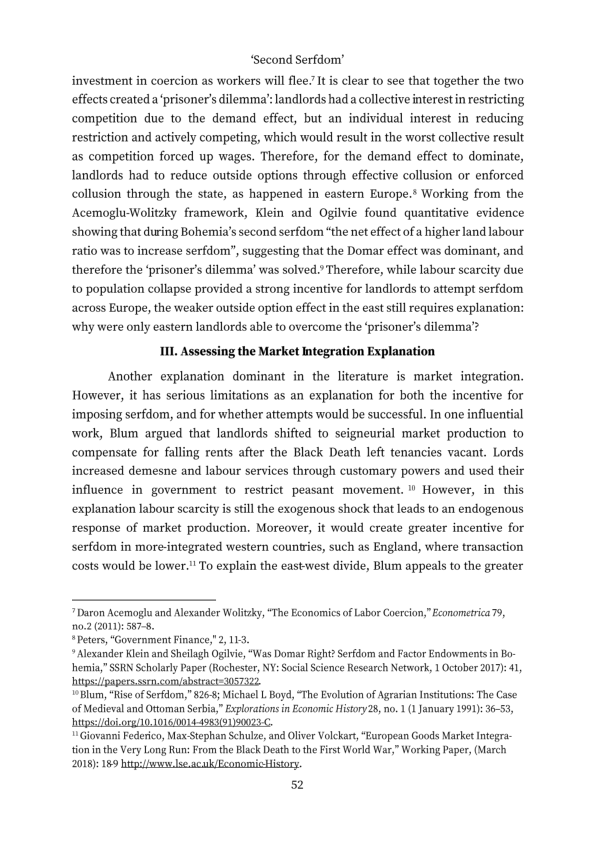 ‘Second Serfdom’
investment in coercion as workers will flee.⁷ It is clear to see that together the two
effects created a ‘prisoner’s dilemma’: landlords had a collective interest in restricting
competition due to the demand effect, but an individual interest in reducing
restriction and actively competing, which would result in the worst collective result
as competition forced up wages. Therefore, for the demand effect to dominate,
landlords had to reduce outside options through effective collusion or enforced
collusion through the state, as happened in eastern Europe.⁸ Working from the
Acemoglu-Wolitzky framework, Klein and Ogilvie found quantitative evidence
showing that during Bohemia’s second serfdom “the net effect of a higher land labour
ratio was to increase serfdom”, suggesting that the Domar effect was dominant, and
therefore the ‘prisoner’s dilemma’ was solved.⁹ Therefore, while labour scarcity due
to population collapse provided a strong incentive for landlords to attempt serfdom
across Europe, the weaker outside option effect in the east still requires explanation:
why were only eastern landlords able to overcome the ‘prisoner’s dilemma’?
III. Assessing the Market Integration Explanation
Another explanation dominant in the literature is market integration.
However, it has serious limitations as an explanation for both the incentive for
imposing serfdom, and for whether attempts would be successful. In one influential
work, Blum argued that landlords shifted to seigneurial market production to
compensate for falling rents after the Black Death left tenancies vacant. Lords
increased demesne and labour services through customary powers and used their
influence in government to restrict peasant movement. ¹⁰ However, in this
explanation labour scarcity is still the exogenous shock that leads to an endogenous
response of market production. Moreover, it would create greater incentive for
serfdom in more-integrated western countries, such as England, where transaction
costs would be lower.¹¹ To explain the east-west divide, Blum appeals to the greater
⁷ Daron Acemoglu and Alexander Wolitzky, “The Economics of Labor Coercion,” Econometrica 79,
no.2 (2011): 587–8.
⁸ Peters, “Government Finance," 2, 11-3.
⁹ Alexander Klein and Sheilagh Ogilvie, “Was Domar Right? Serfdom and Factor Endowments in Bo-
hemia,” SSRN Scholarly Paper (Rochester, NY: Social Science Research Network, 1 October 2017): 41,
https://papers.ssrn.com/abstract=3057322.
¹⁰ Blum, “Rise of Serfdom,” 826-8; Michael L Boyd, “The Evolution of Agrarian Institutions: The Case
of Medieval and Ottoman Serbia,” Explorations in Economic History 28, no. 1 (1 January 1991): 36–53,
https://doi.org/10.1016/0014-4983(91)90023-C.
¹¹ Giovanni Federico, Max-Stephan Schulze, and Oliver Volckart, “European Goods Market Integra-
tion in the Very Long Run: From the Black Death to the First World War,” Working Paper, (March
2018): 18-9 http://www.lse.ac.uk/Economic-History.
52